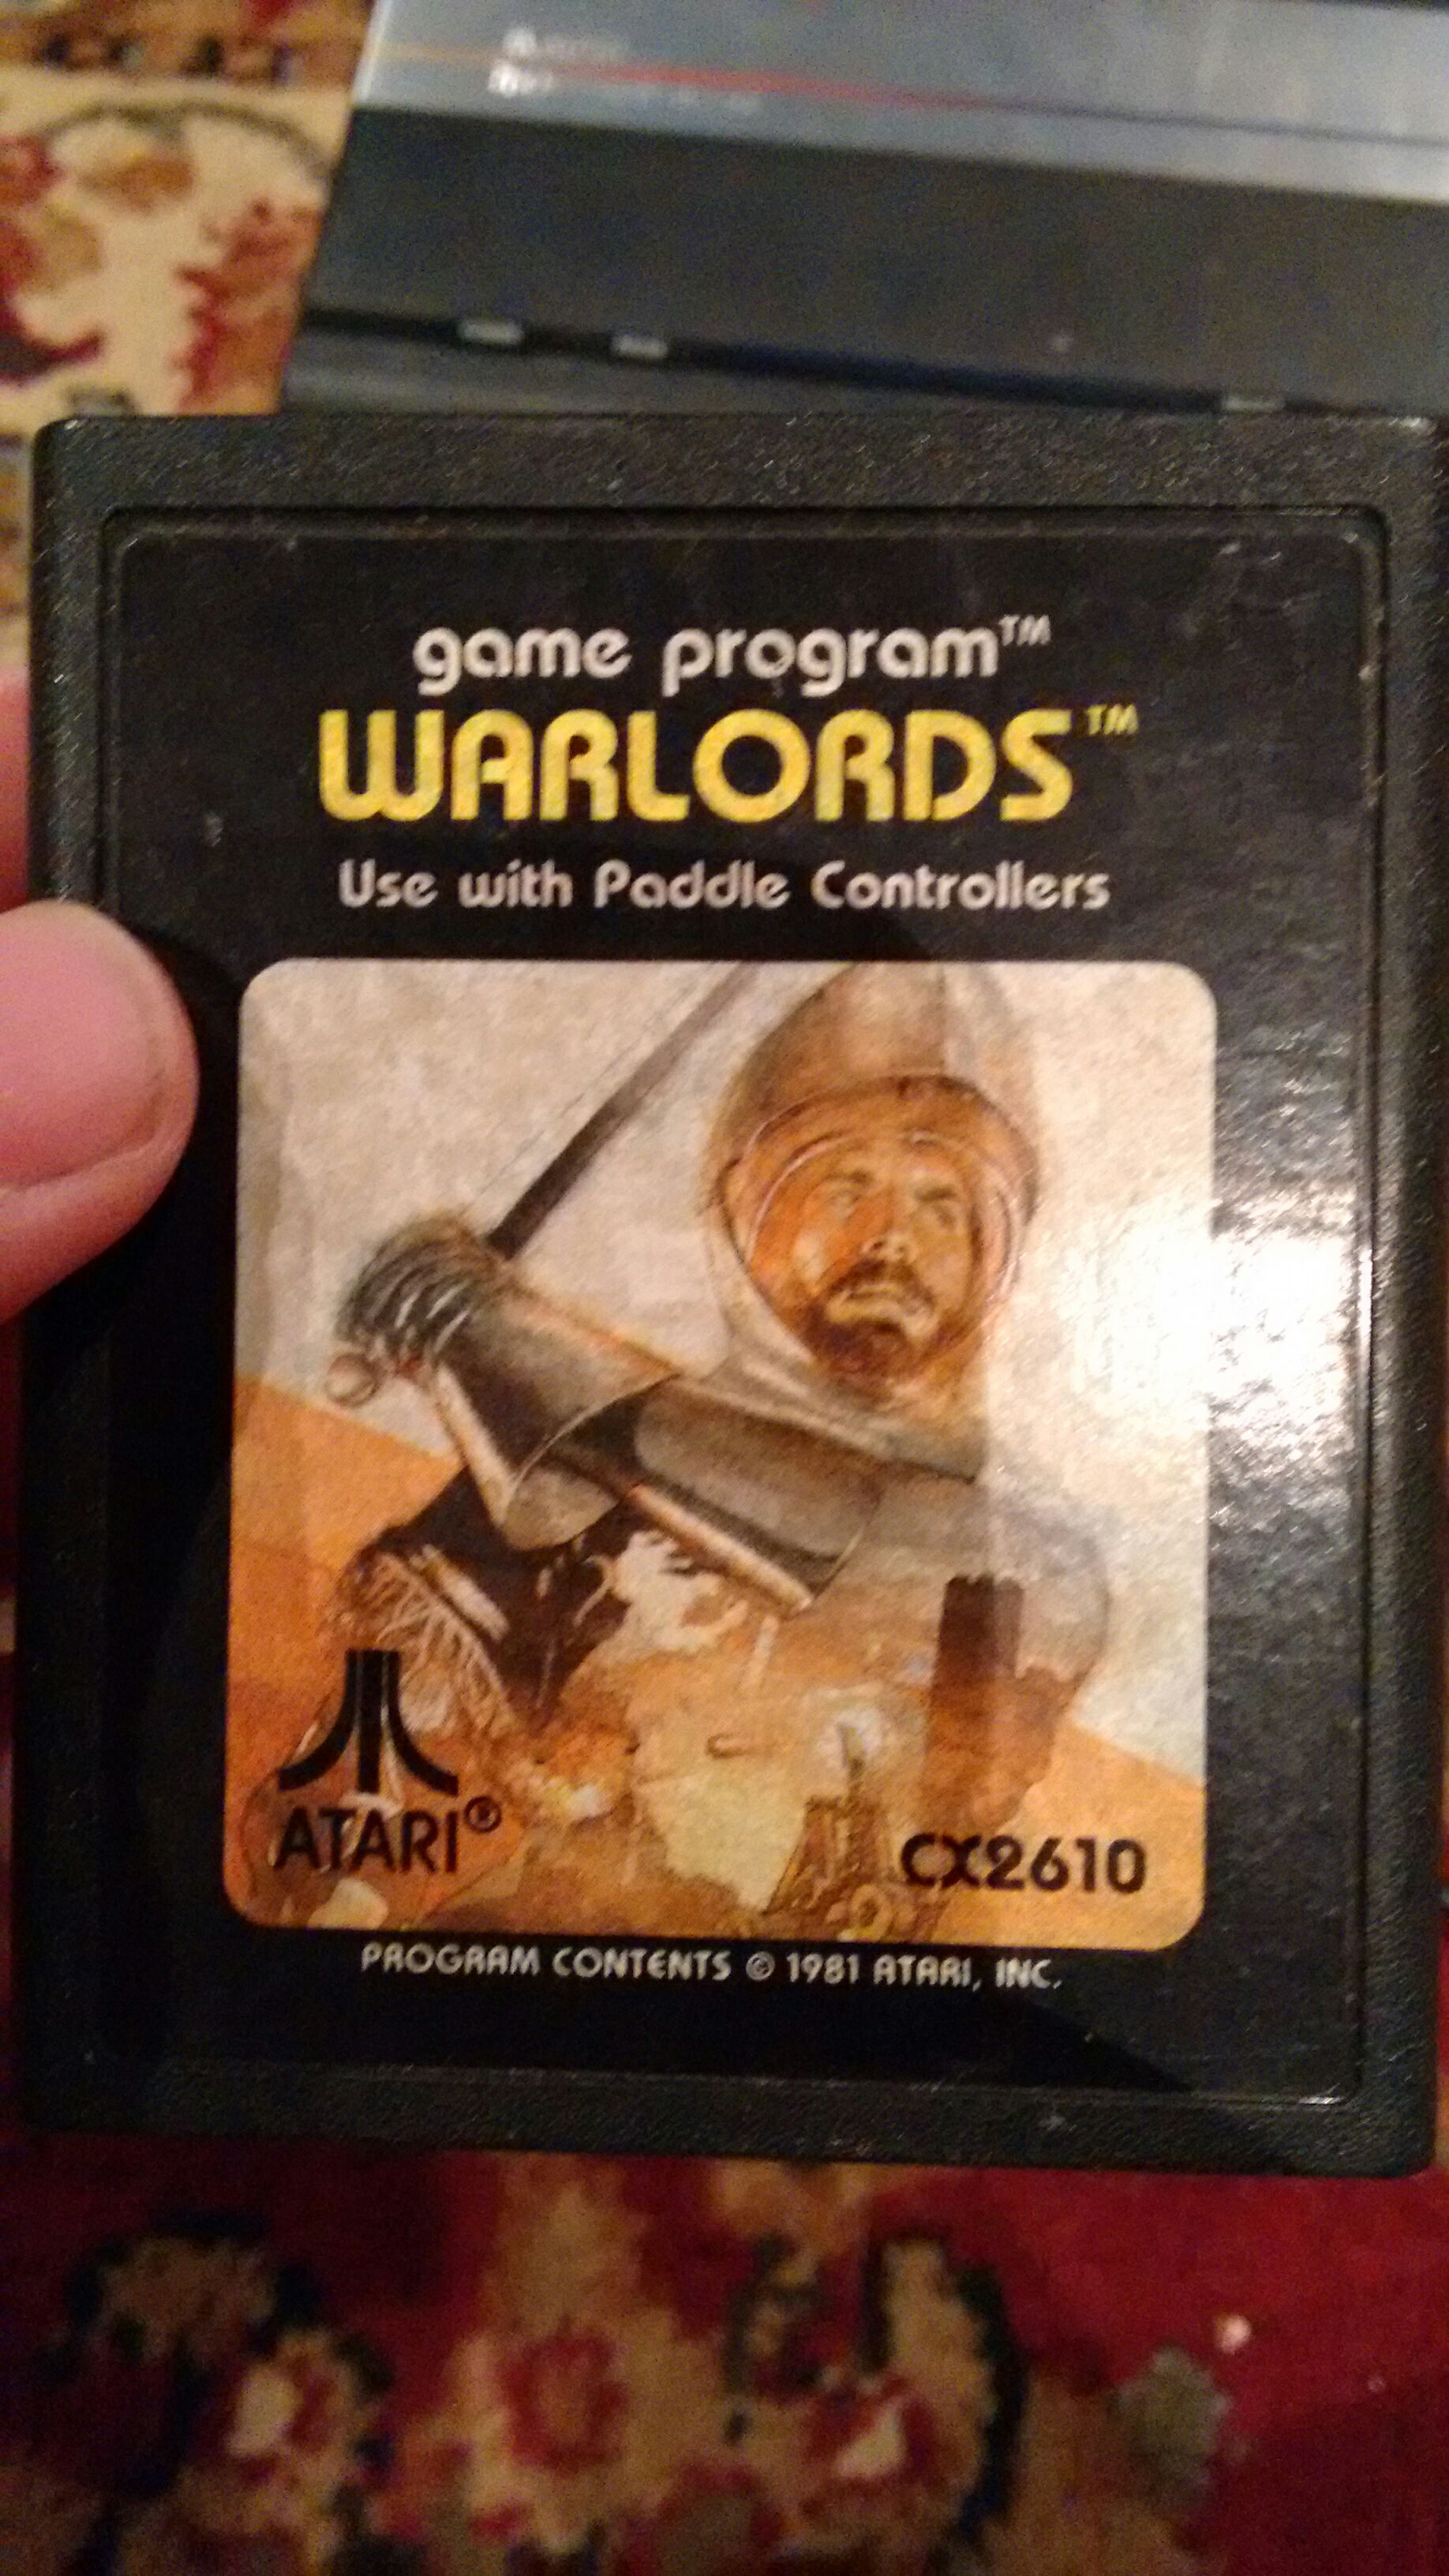 game program™
WARLORDS™
Use with Paddle Controllers
ATARI®
CX2610
PROGRAM CONTENTS © 1981 ATARI, INC.